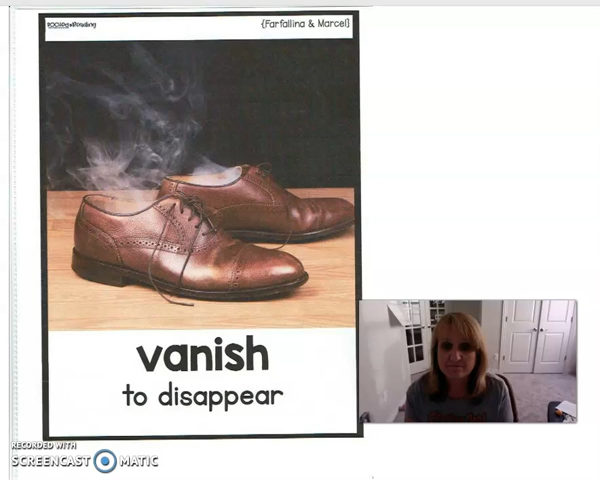 {Farfallina & Marcel}
vanish
to disappear
RECORDED WITH
SCREENCAST MATIC